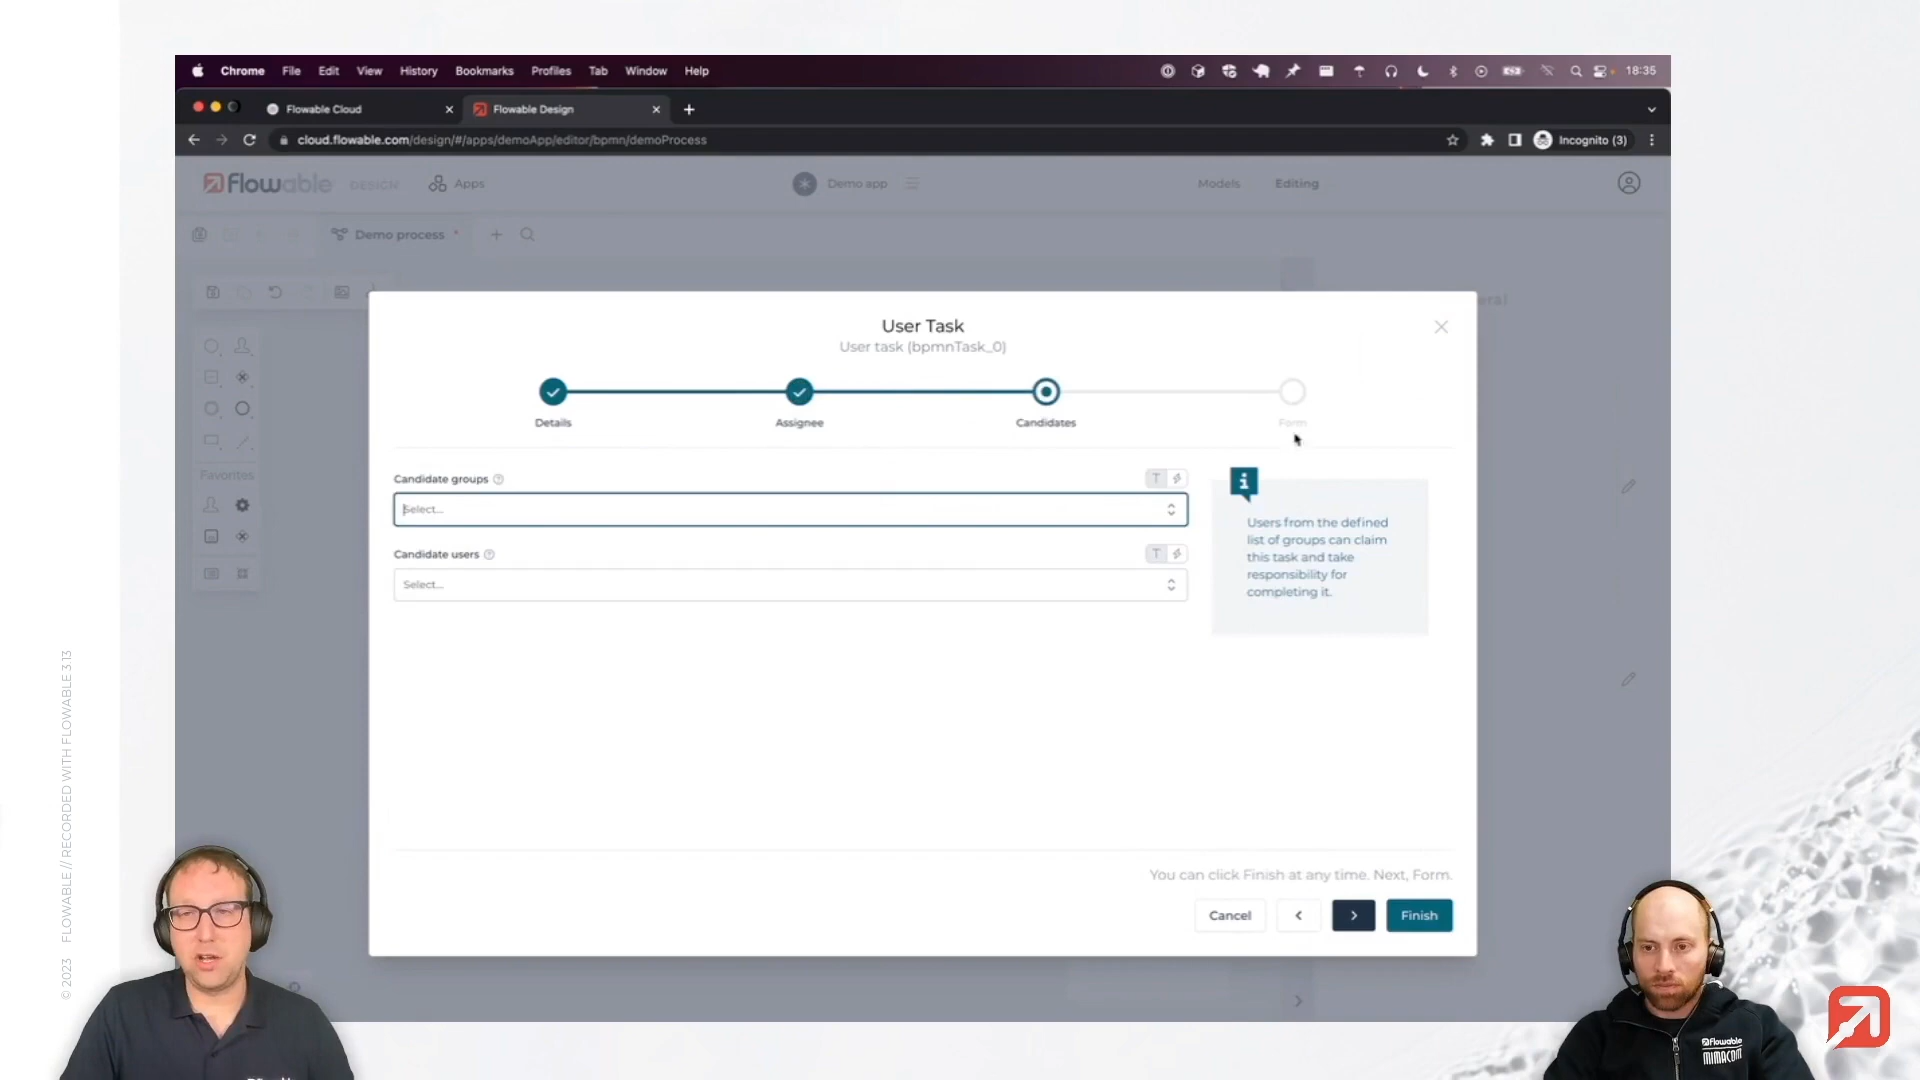 Chrome File Edit View History Bookmarks Profiles Tab Window Help 18:35
Flowable Cloud
Flowable Design
cloud.flowable.com/design/#/apps/demoApp/editor/bpmn/demoProcess
Incognito (3)
flowable DESIGN Apps
Demo app
Models Editing
Demo process *
Favorites
User Task
User task (bpmnTask_0)
Details Assignee Candidates Form
Candidate groups
Select...
Candidate users
Select...
Users from the defined
list of groups can claim
this task and take
responsibility for
completing it.
You can click Finish at any time. Next, Form.
Cancel
Finish
© 2023 FLOWABLE // RECORDED WITH FLOWABLE 3.13
flowable
MIMACOM